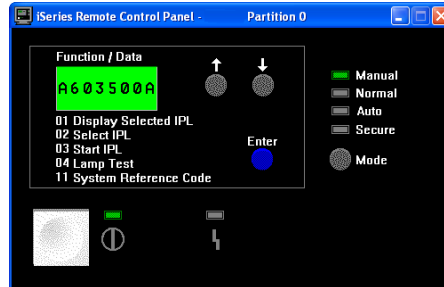 iSeries Remote Control Panel - Partition 0
Function / Data
A603500A
01 Display Selected IPL
02 Select IPL
03 Start IPL
04 Lamp Test
11 System Reference Code
Enter
Manual
Normal
Auto
Secure
Mode